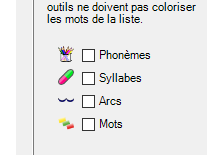 outils ne doivent pas coloriser
les mots de la liste.
Phonèmes
Syllabes
Arcs
Mots